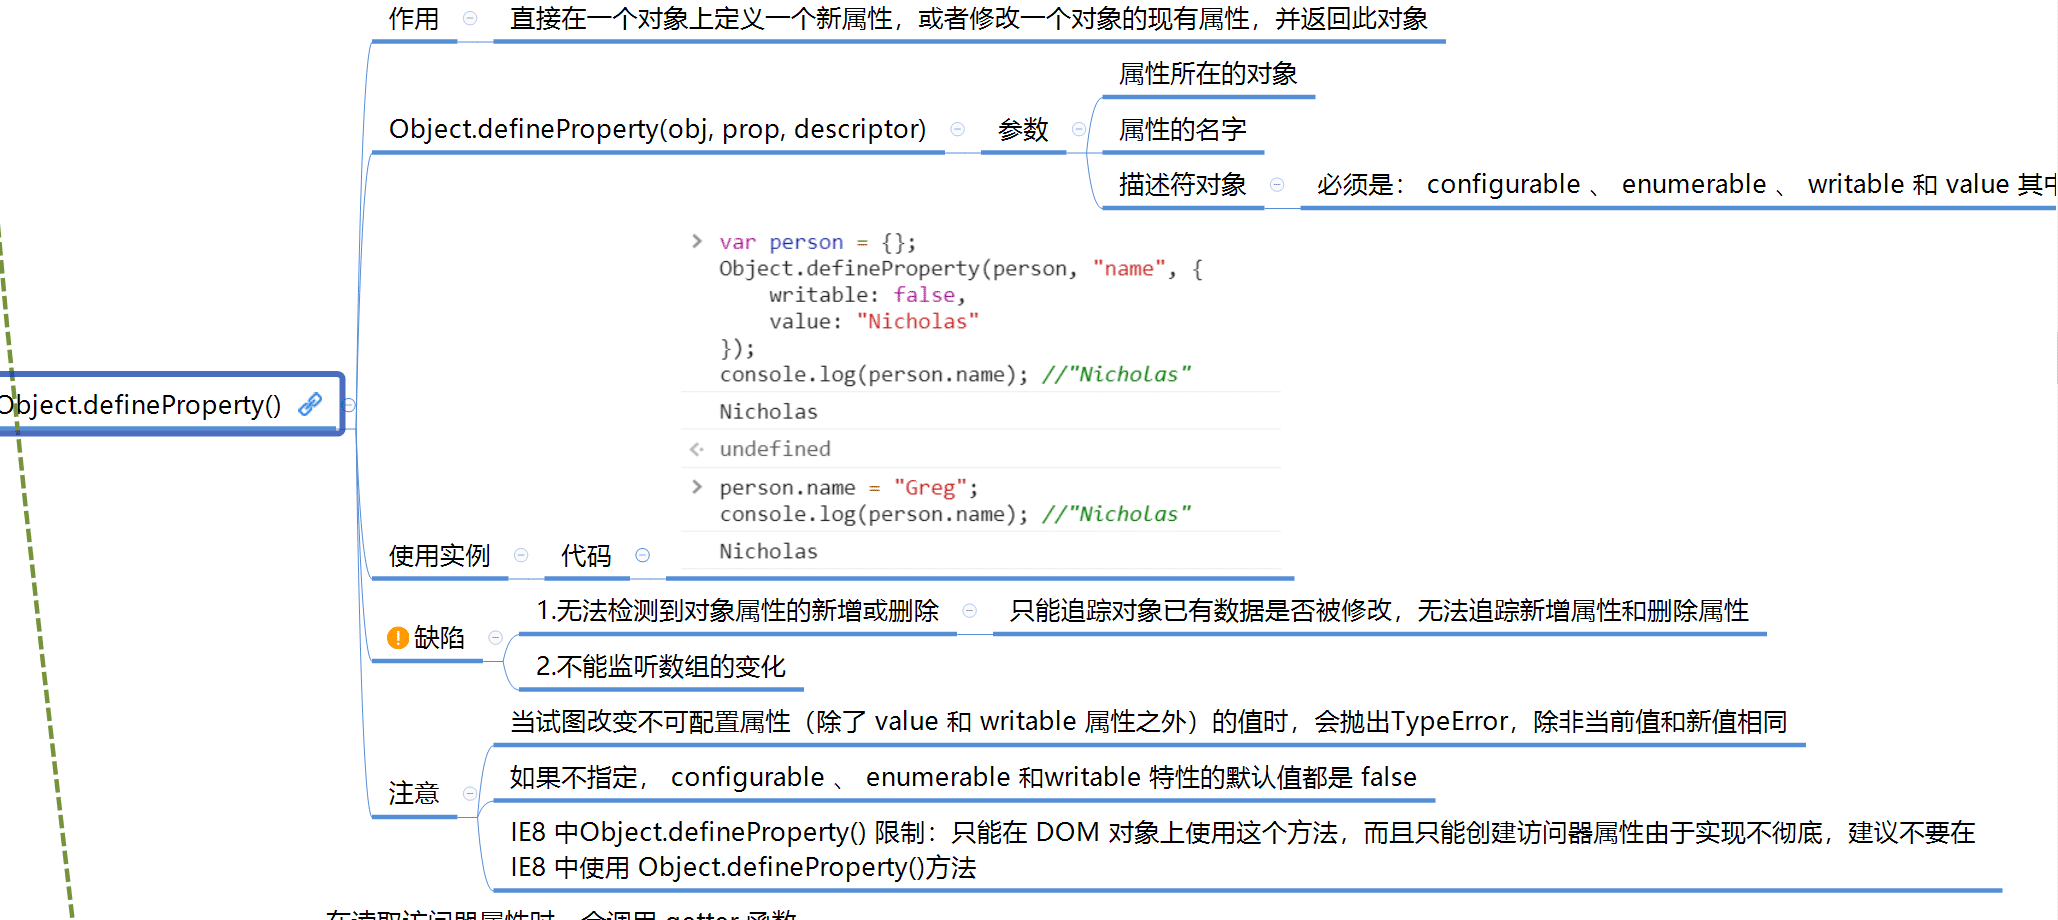 作用
直接在一个对象上定义一个新属性，或者修改一个对象的现有属性，并返回此对象
Object.defineProperty(obj, prop, descriptor)
参数
属性所在的对象
属性的名字
描述符对象
必须是： configurable 、 enumerable 、 writable 和 value 其中
var person = {};
Object.defineProperty(person, "name", {
writable: false,
value: "Nicholas"
});
console.log(person.name); //"Nicholas"
Nicholas
undefined
person.name = "Greg";
console.log(person.name); //"Nicholas"
Nicholas
Object.defineProperty()
使用实例
代码
缺陷
1.无法检测到对象属性的新增或删除
只能追踪对象已有数据是否被修改，无法追踪新增属性和删除属性
2.不能监听数组的变化
注意
当试图改变不可配置属性（除了 value 和 writable 属性之外）的值时，会抛出TypeError，除非当前值和新值相同
如果不指定， configurable 、 enumerable 和writable 特性的默认值都是 false
IE8 中Object.defineProperty() 限制：只能在 DOM 对象上使用这个方法，而且只能创建访问器属性由于实现不彻底，建议不要在
IE8 中使用 Object.defineProperty()方法
在读取访问器属性时，会调用 getter 函数